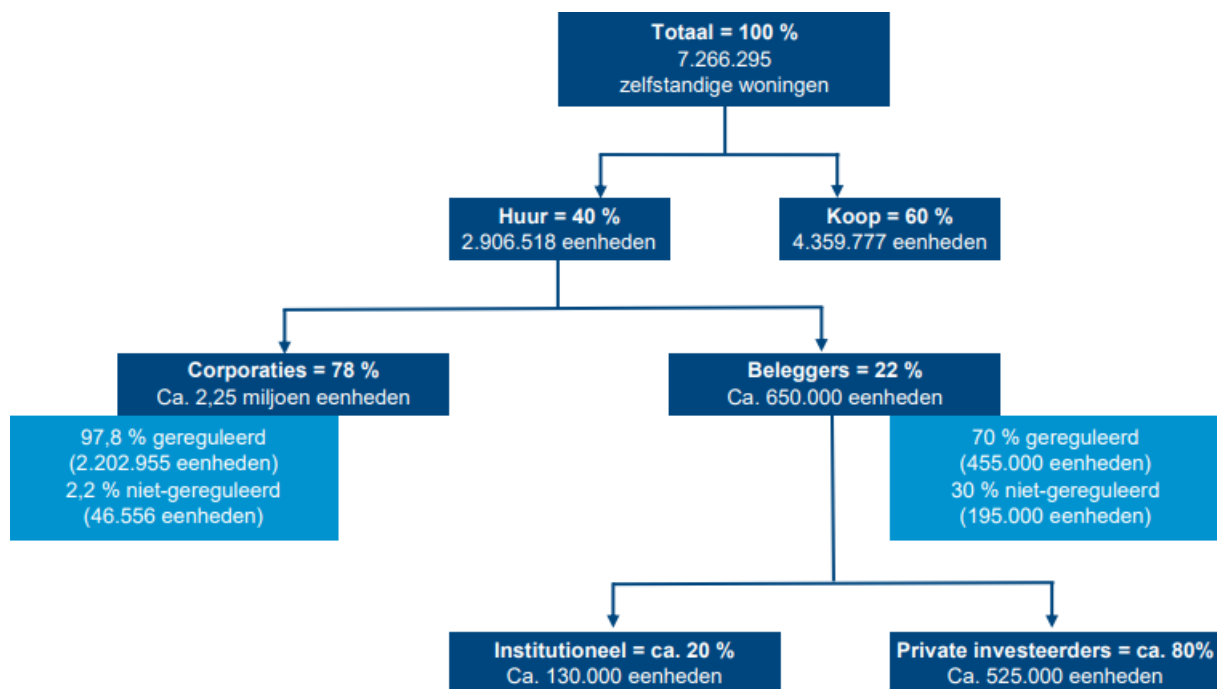 Totaal = 100 %
7.266.295
zelfstandige woningen
Huur = 40 %
2.906.518 eenheden
Koop = 60 %
4.359.777 eenheden
Corporaties = 78 %
Ca. 2,25 miljoen eenheden
97,8 % gereguleerd
(2.202.955 eenheden)
2,2 % niet-gereguleerd
(46.556 eenheden)
Beleggers = 22 %
Ca. 650.000 eenheden
70 % gereguleerd
(455.000 eenheden)
30 % niet-gereguleerd
(195.000 eenheden)
Institutioneel = ca. 20 %
Ca. 130.000 eenheden
Private investeerders = ca. 80%
Ca. 525.000 eenheden